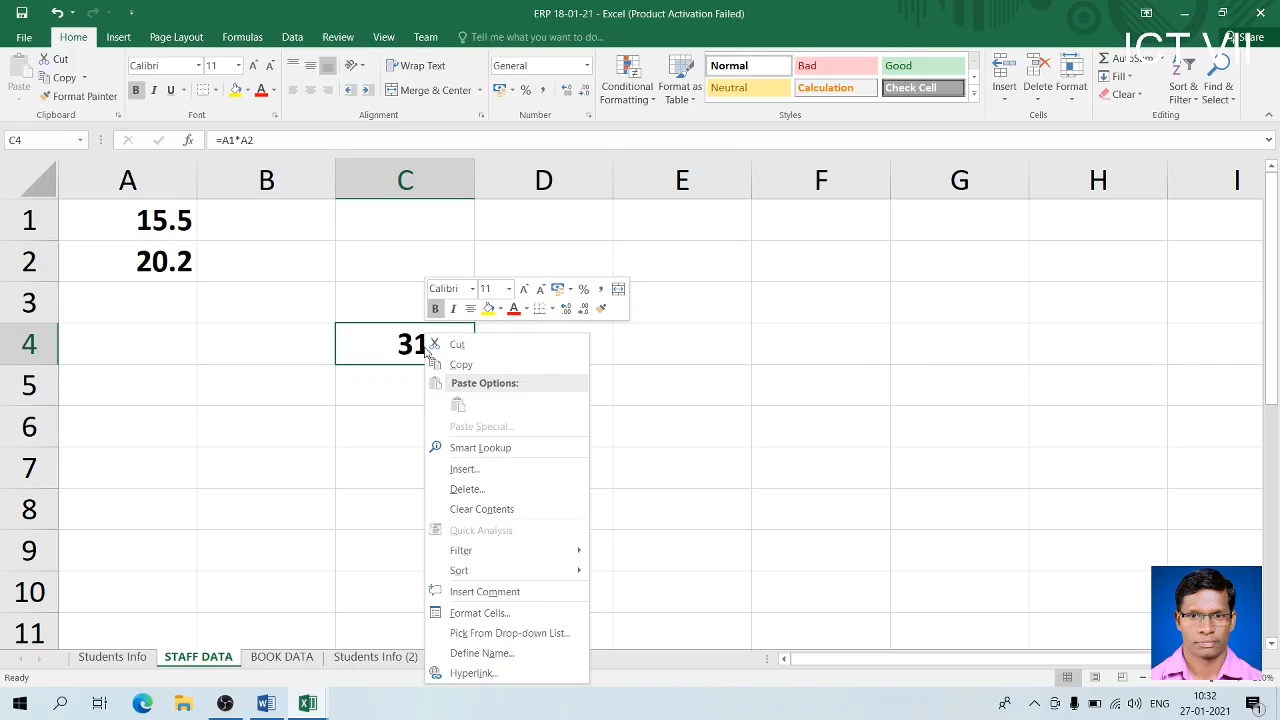 ERP 18-01-21 - Excel (Product Activation Failed)
File Home Insert Page Layout Formulas Data Review View Team Tell me what you want to do... Share
ICT VII
Paste Cut Copy Format Painter
Calibri 11
B I U
Wrap Text
Merge & Center
General
Conditional Formatting Format as Table
Normal Bad Good
Neutral Calculation Check Cell
Insert Delete Format
Fill
Clear
Sort & Filter Find & Select
Clipboard Font Alignment Number Styles Cells Editing
C4 fx =A1*A2
A B C D E F G H I
1 15.5
2 20.2
3
4 31
5
6
7
8
9
10
11
Calibri 11 A A % ,
B I A
Cut
Copy
Paste Options:
Paste Special...
Smart Lookup
Insert...
Delete...
Clear Contents
Quick Analysis
Filter
Sort
Insert Comment
Format Cells...
Pick From Drop-down List...
Define Name...
Hyperlink...
Students Info STAFF DATA BOOK DATA Students Info (2)
Ready
ENG 10:32
27-01-2021
1